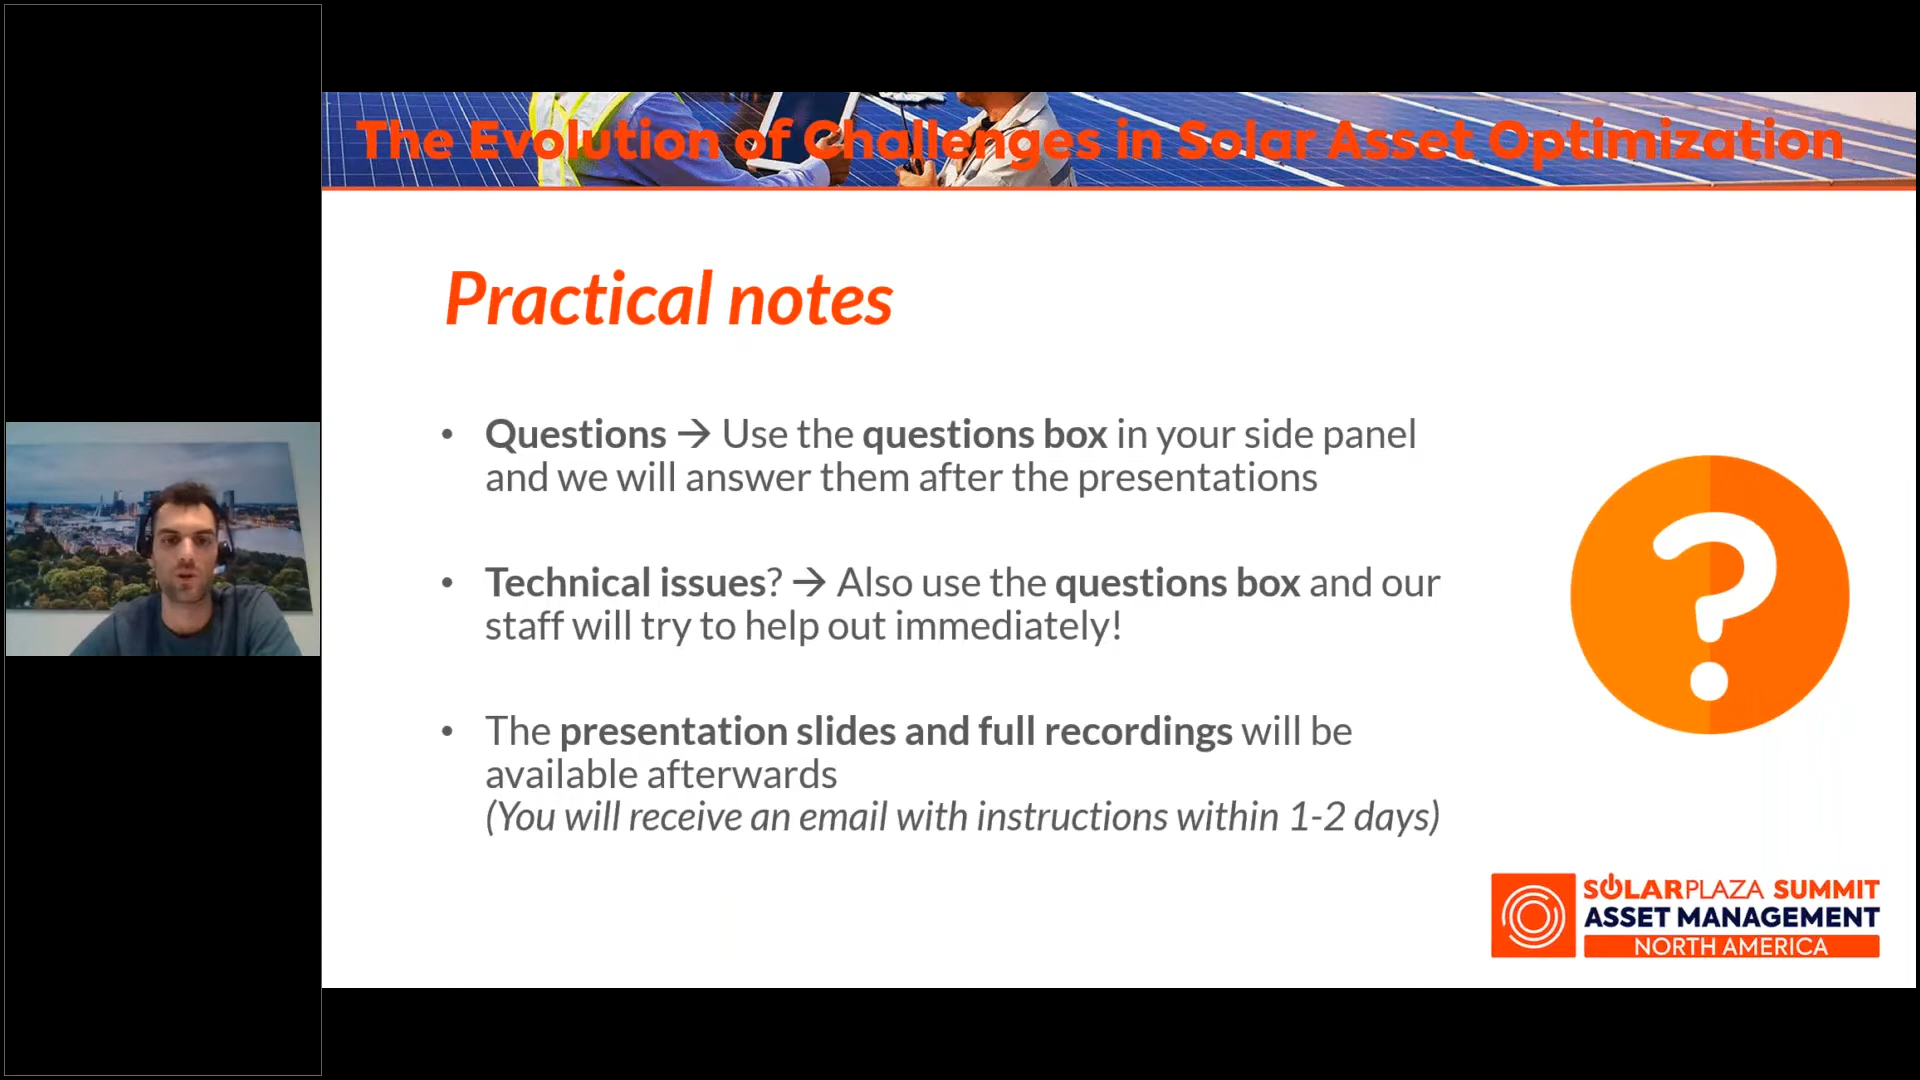 The Evolution of Challenges in Solar Asset Optimization
Practical notes
• Questions → Use the questions box in your side panel
and we will answer them after the presentations
• Technical issues? → Also use the questions box and our
staff will try to help out immediately!
• The presentation slides and full recordings will be
available afterwards
(You will receive an email with instructions within 1-2 days)
?
SOLARPLAZA SUMMIT
ASSET MANAGEMENT
NORTH AMERICA